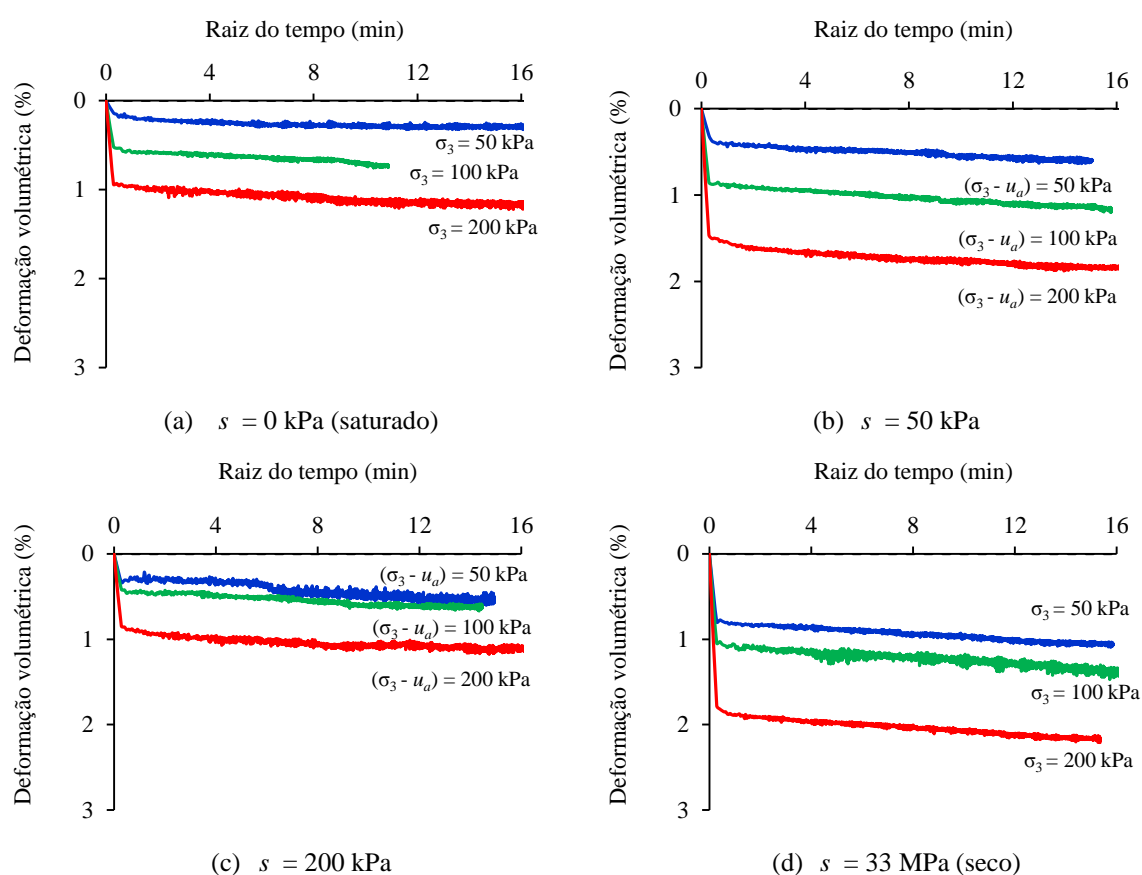 Raiz do tempo (min)
0 4 8 12 16
Deformação volumétrica (%)
0
1
2
3
σ3 = 50 kPa
σ3 = 100 kPa
σ3 = 200 kPa
(a) s = 0 kPa (saturado)
Raiz do tempo (min)
0 4 8 12 16
Deformação volumétrica (%)
0
1
2
3
(σ3 - ua) = 50 kPa
(σ3 - ua) = 100 kPa
(σ3 - ua) = 200 kPa
(b) s = 50 kPa
Raiz do tempo (min)
0 4 8 12 16
Deformação volumétrica (%)
0
1
2
3
(σ3 - ua) = 50 kPa
(σ3 - ua) = 100 kPa
(σ3 - ua) = 200 kPa
(c) s = 200 kPa
Raiz do tempo (min)
0 4 8 12 16
Deformação volumétrica (%)
0
1
2
3
σ3 = 50 kPa
σ3 = 100 kPa
σ3 = 200 kPa
(d) s = 33 MPa (seco)